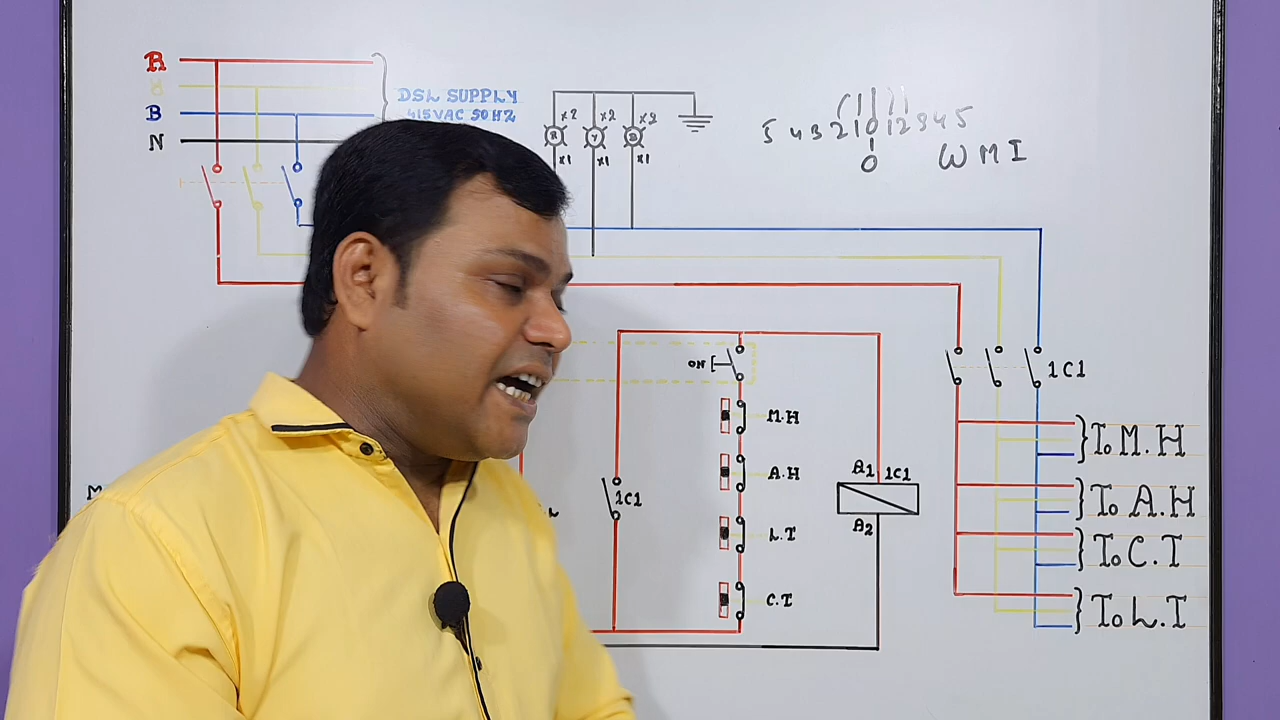 R
Y
B
N
DSL SUPPLY
415VAC 50HZ
x2 x2 x2
R Y B
x1 x1 x1
5 4 3 2 1 0 1 2 3 4 5
0
W M I
ON
M.H
A.H
L.T
C.T
1C1
A1 1C1
A2
1C1
To M.H
To A.H
To C.T
To L.T